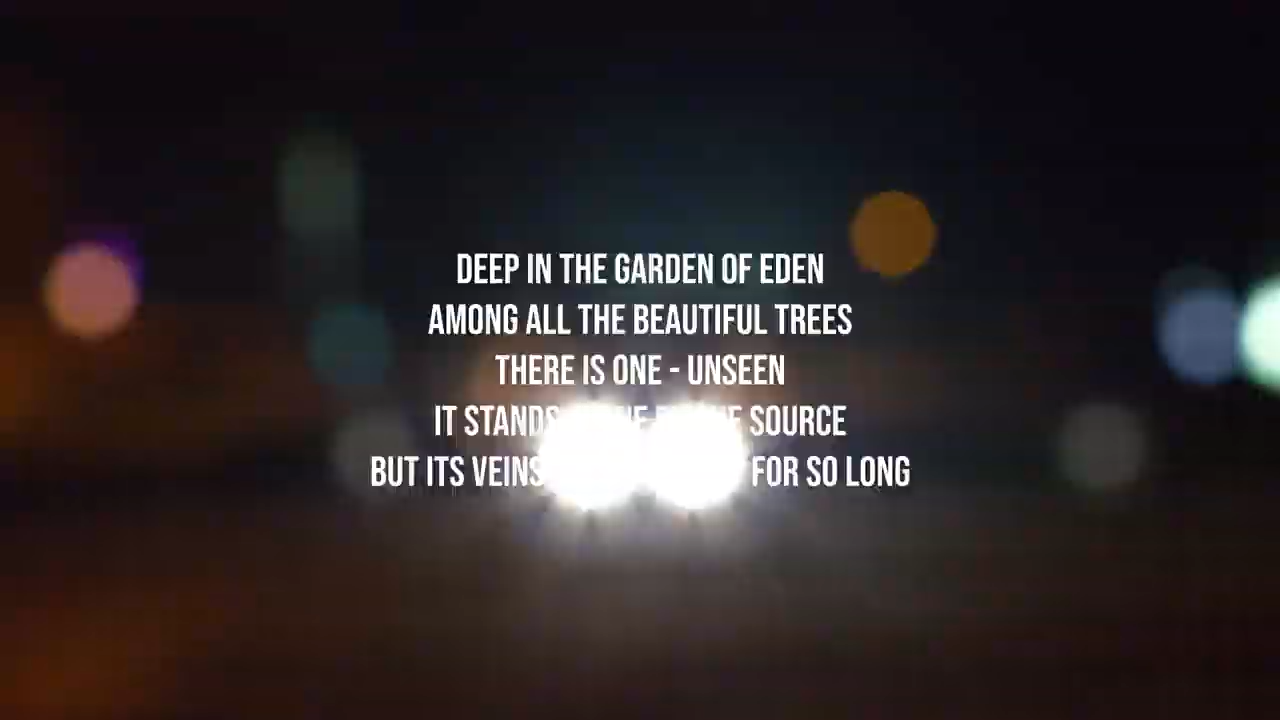 DEEP IN THE GARDEN OF EDEN
AMONG ALL THE BEAUTIFUL TREES
THERE IS ONE - UNSEEN
IT STANDS SOURCE
BUT ITS VEINS FOR SO LONG